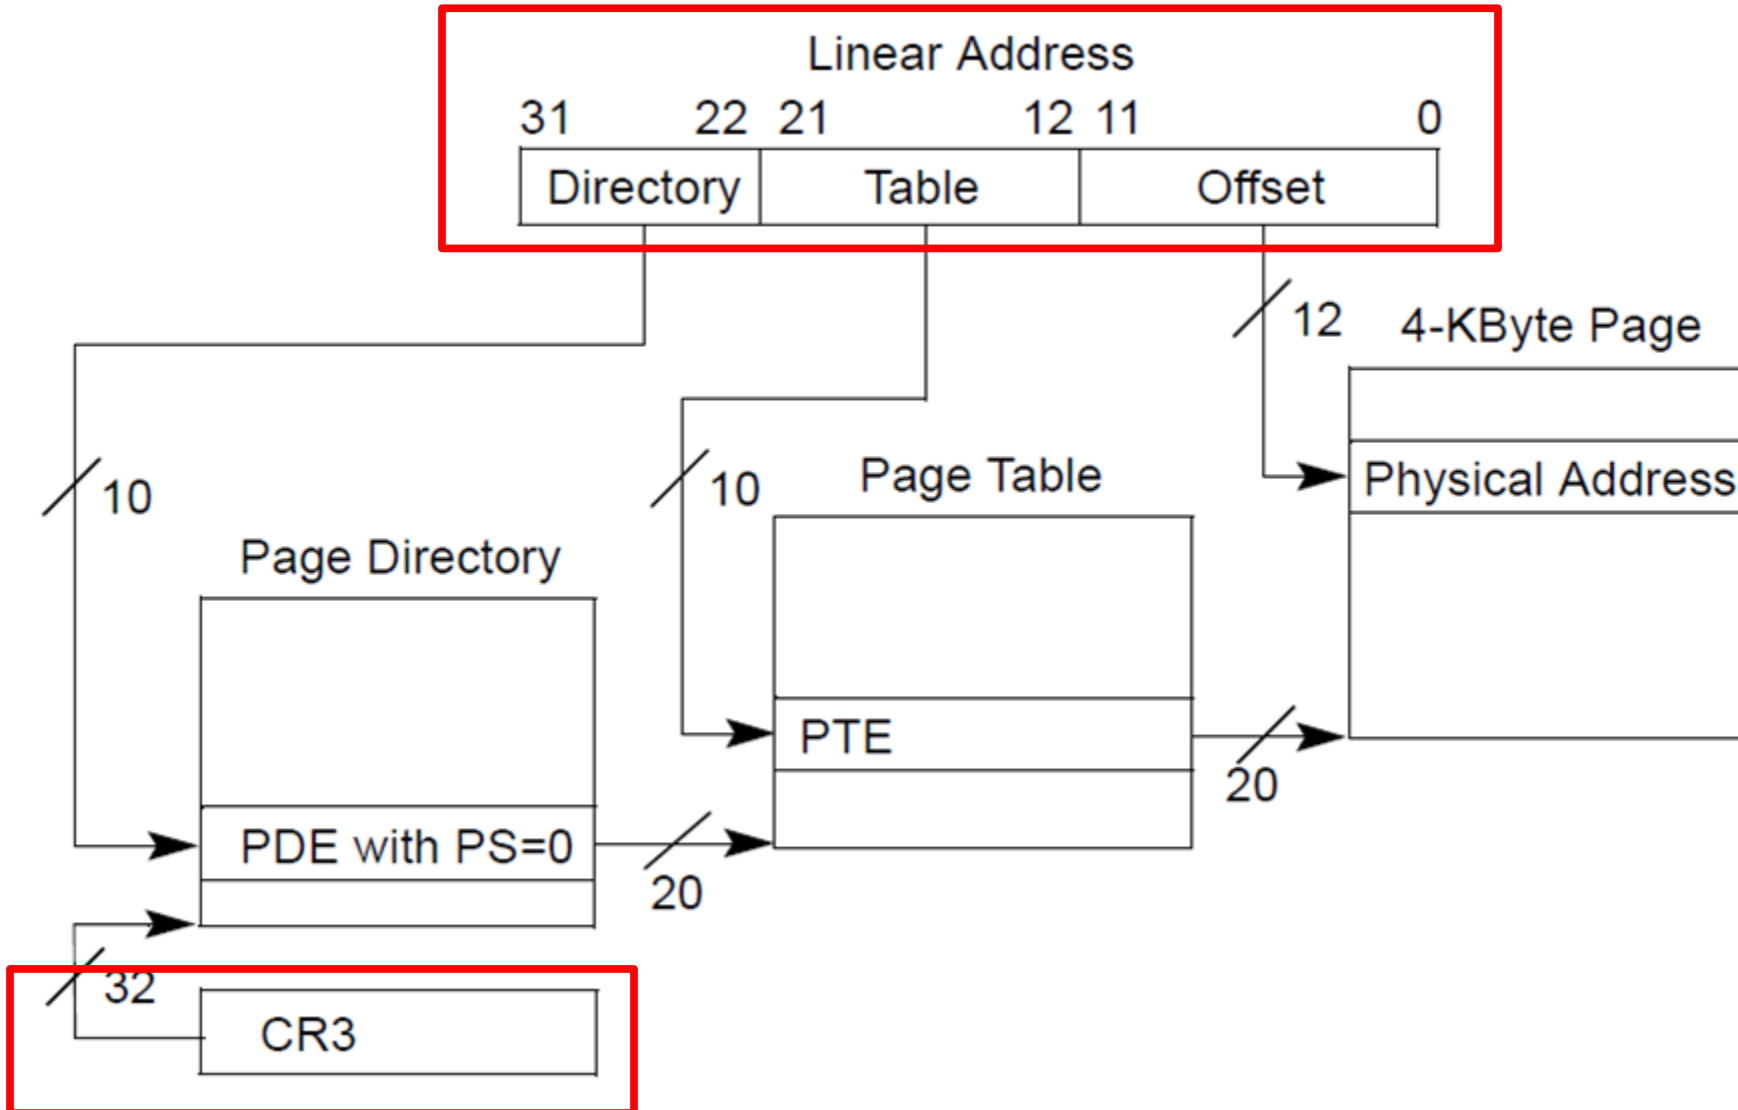 Linear Address
31 22 21 12 11 0
Directory Table Offset
12
4-KByte Page
10
10
Page Table
Physical Address
Page Directory
PTE
20
PDE with PS=0
20
32
CR3